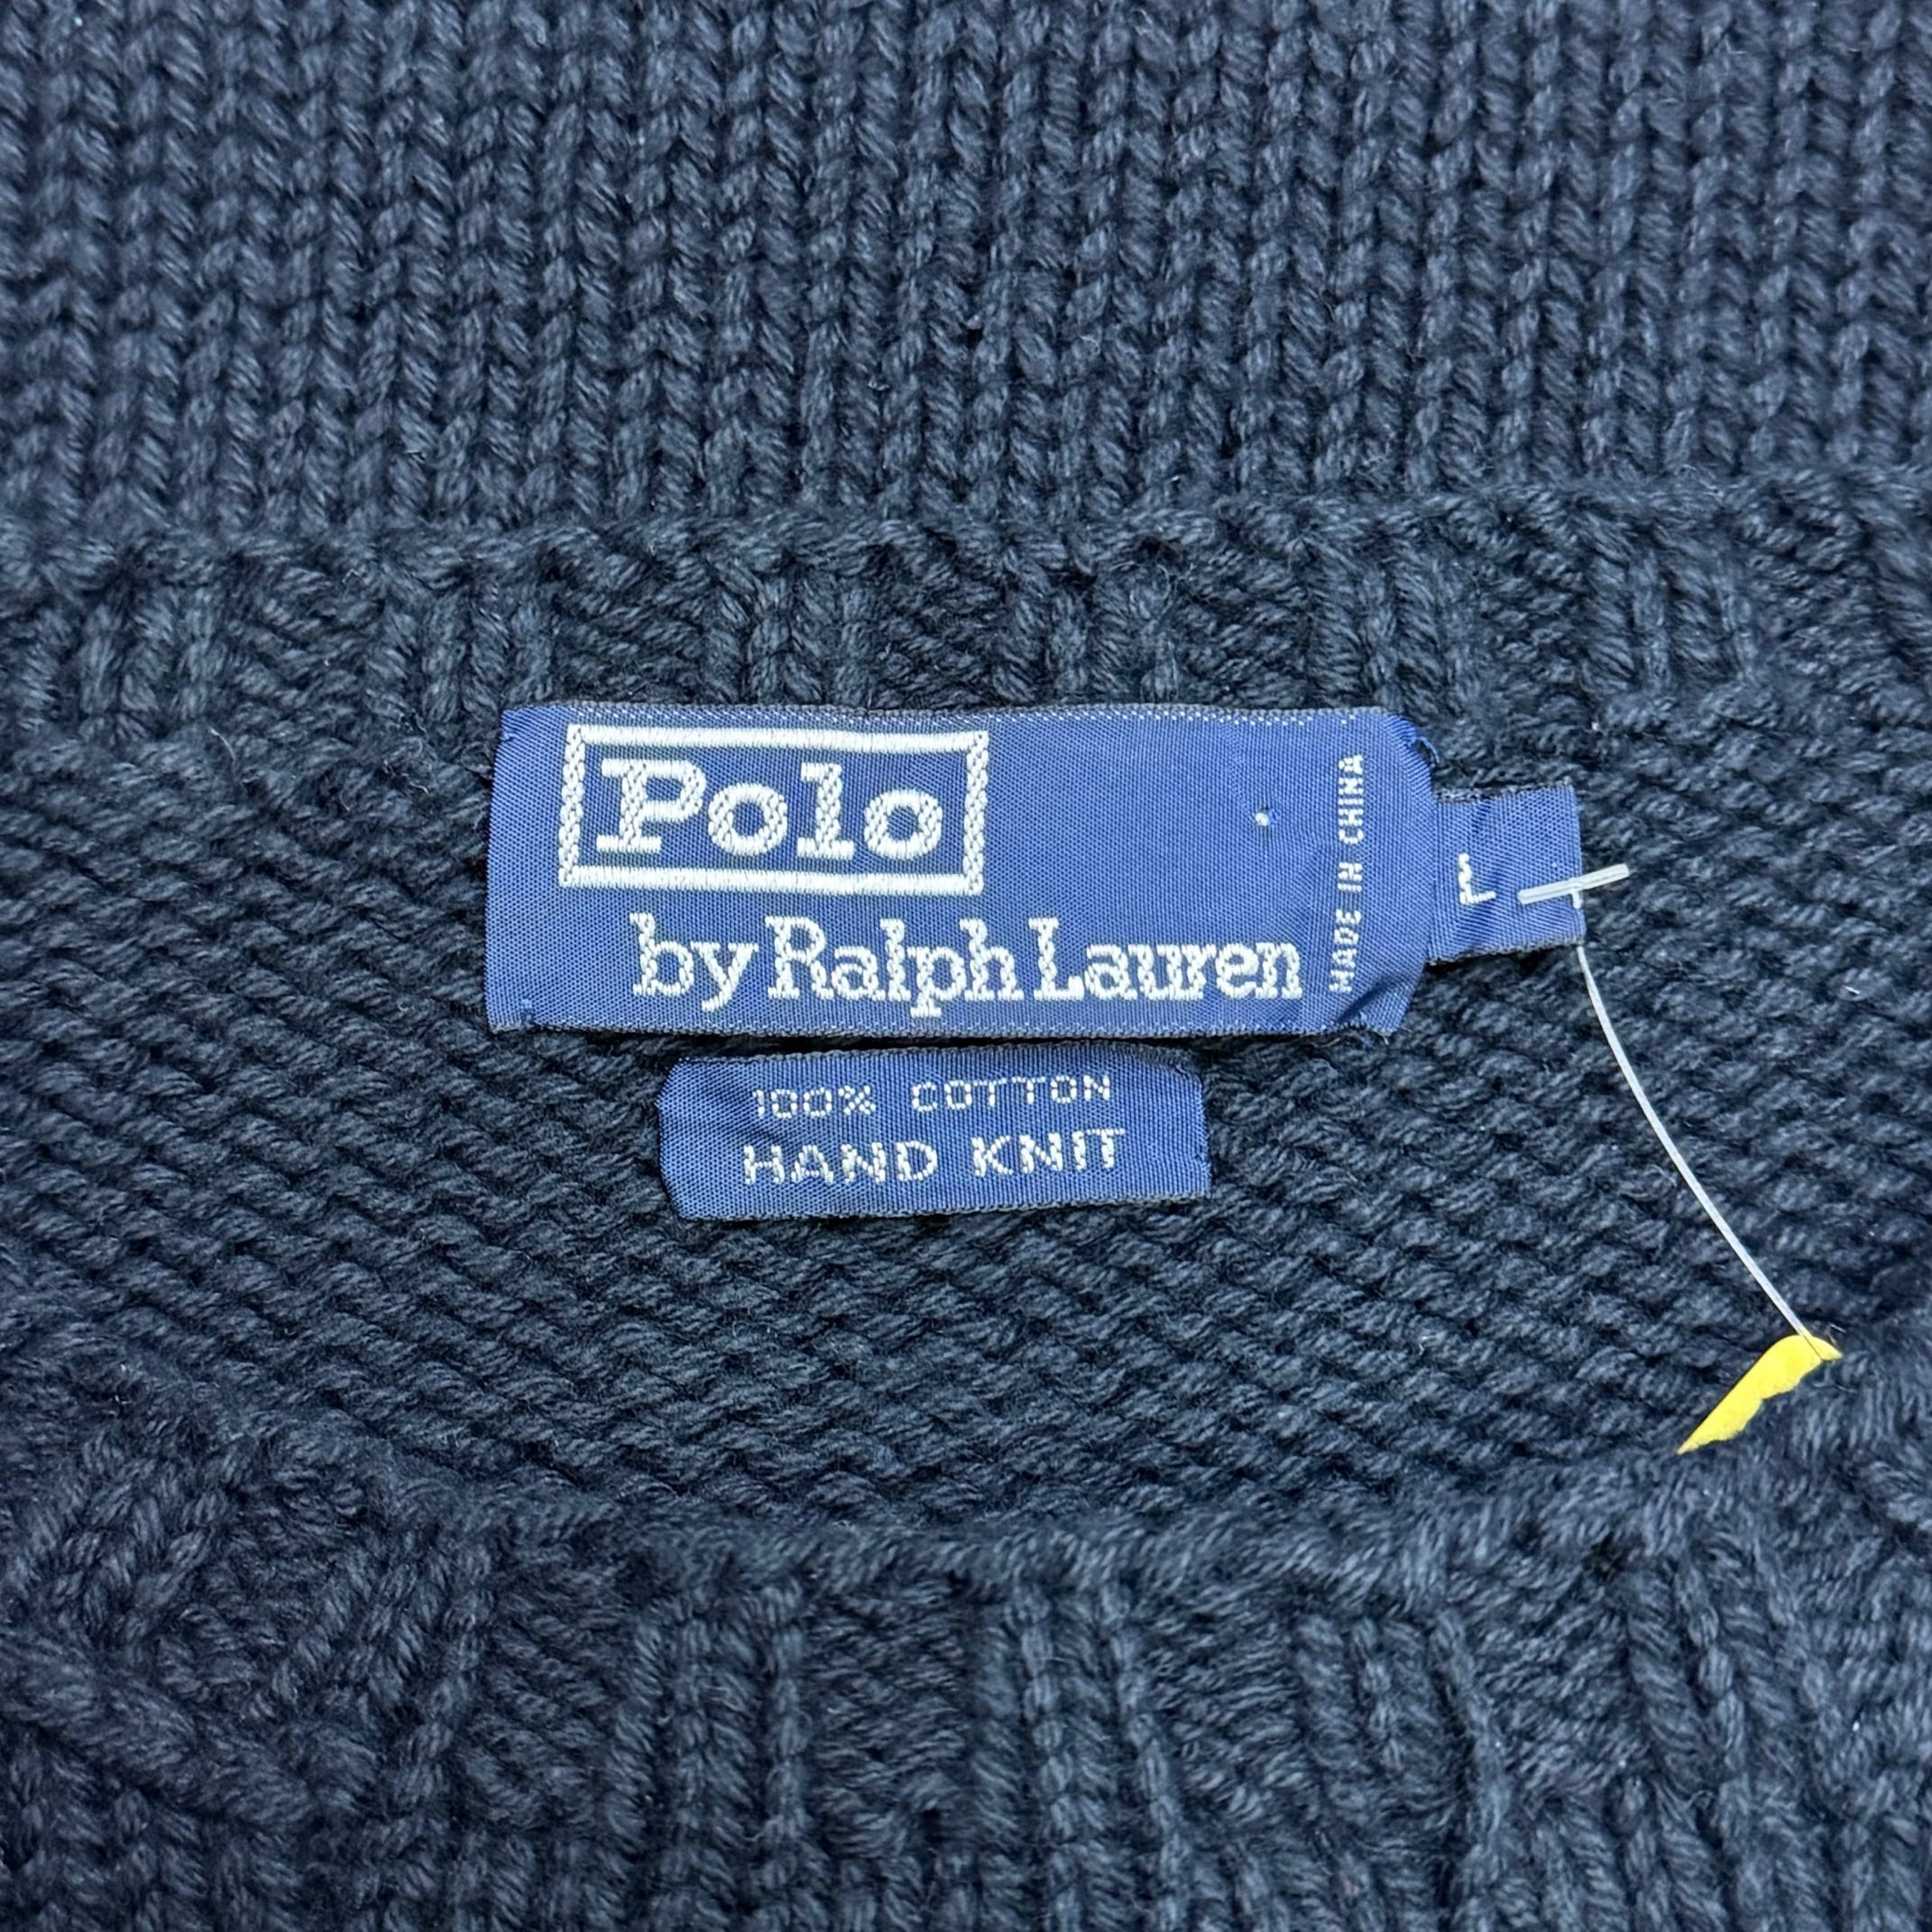 Polo
by Ralph Lauren
MADE IN CHINA
L
100% COTTON
HAND KNIT